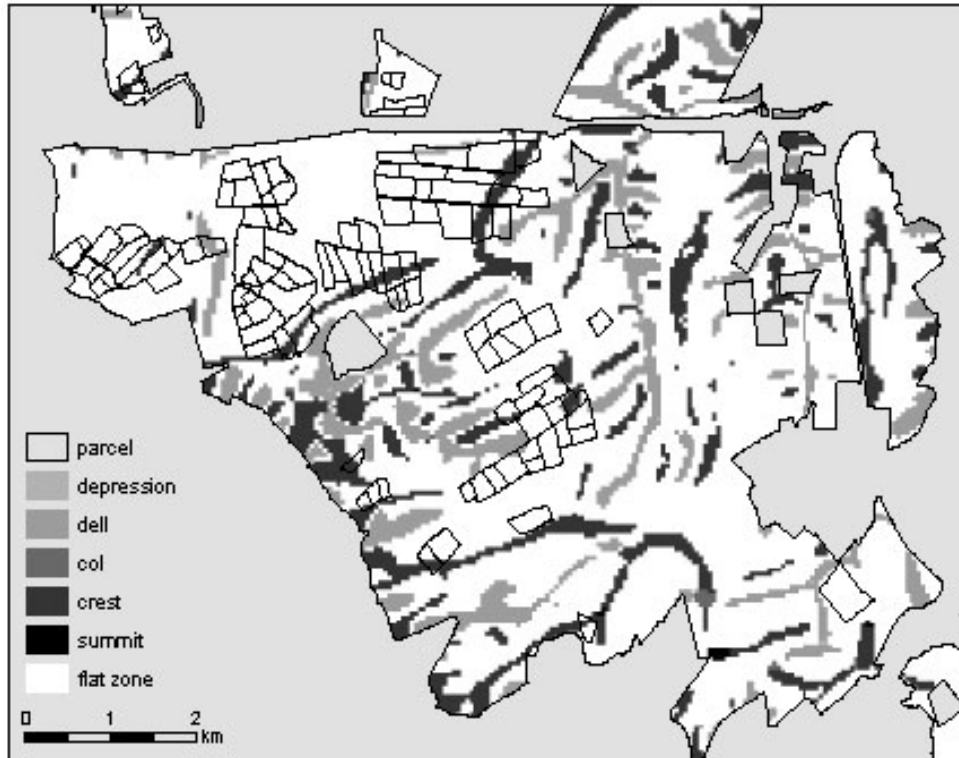 parcel
depression
dell
col
crest
summit
flat zone
0 1 2
km